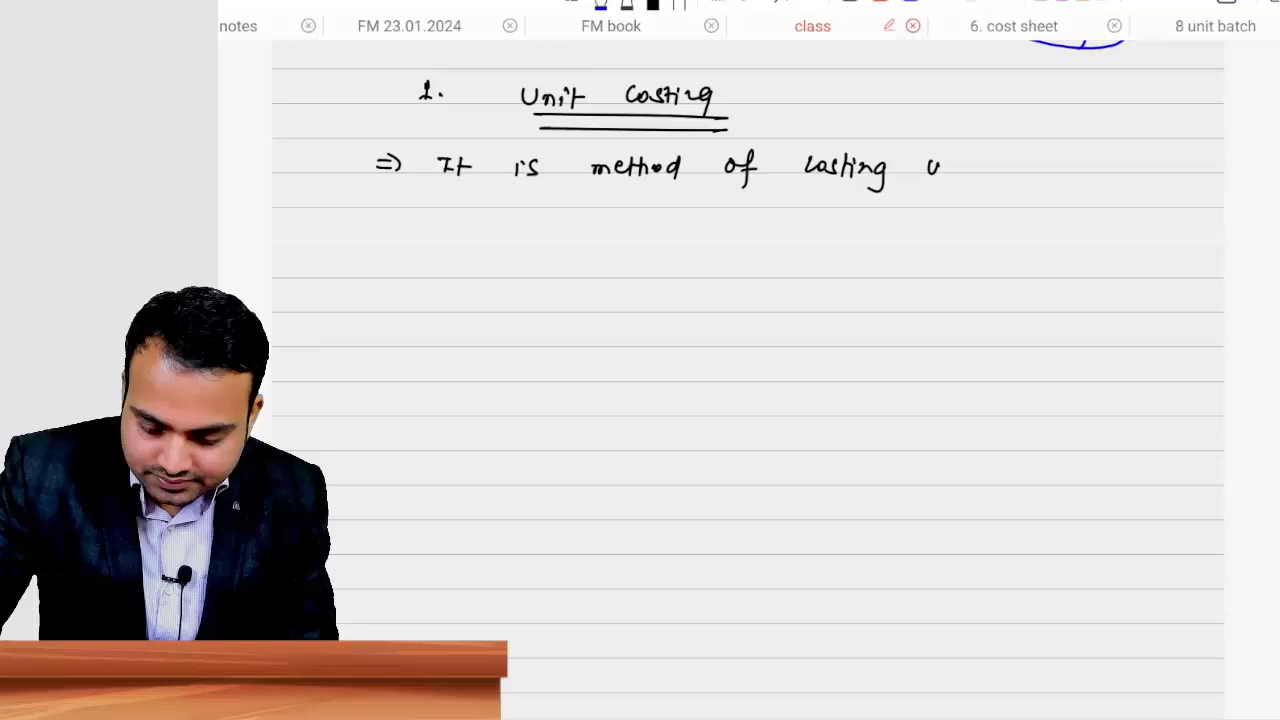 notes FM 23.01.2024 FM book class 6. cost sheet 8 unit batch
1. Unit Costing
⇒ It is method of costing u